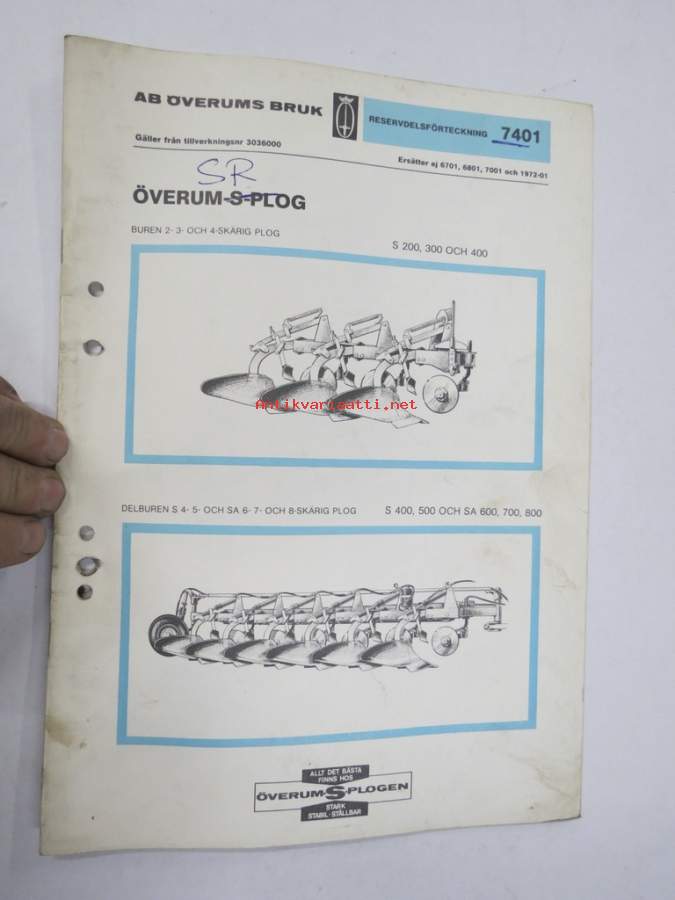 AB ÖVERUMS BRUK
RESERVDELSFÖRTECKNING 7401
Gäller från tillverkningsnr 3036000
Ersätter ej 6701, 6801, 7001 och 1972-01
SR
ÖVERUM-S-PLOG
BUREN 2- 3- OCH 4-SKÄRIG PLOG
S 200, 300 OCH 400
Antikvariaatti.net
DELBUREN S 4- 5- OCH SA 6- 7- OCH 8-SKÄRIG PLOG
S 400, 500 OCH SA 600, 700, 800
ALLT DET BÄSTA
FINNS HOS
ÖVERUM-S-PLOGEN
STARK
STABIL-STÄLLBAR